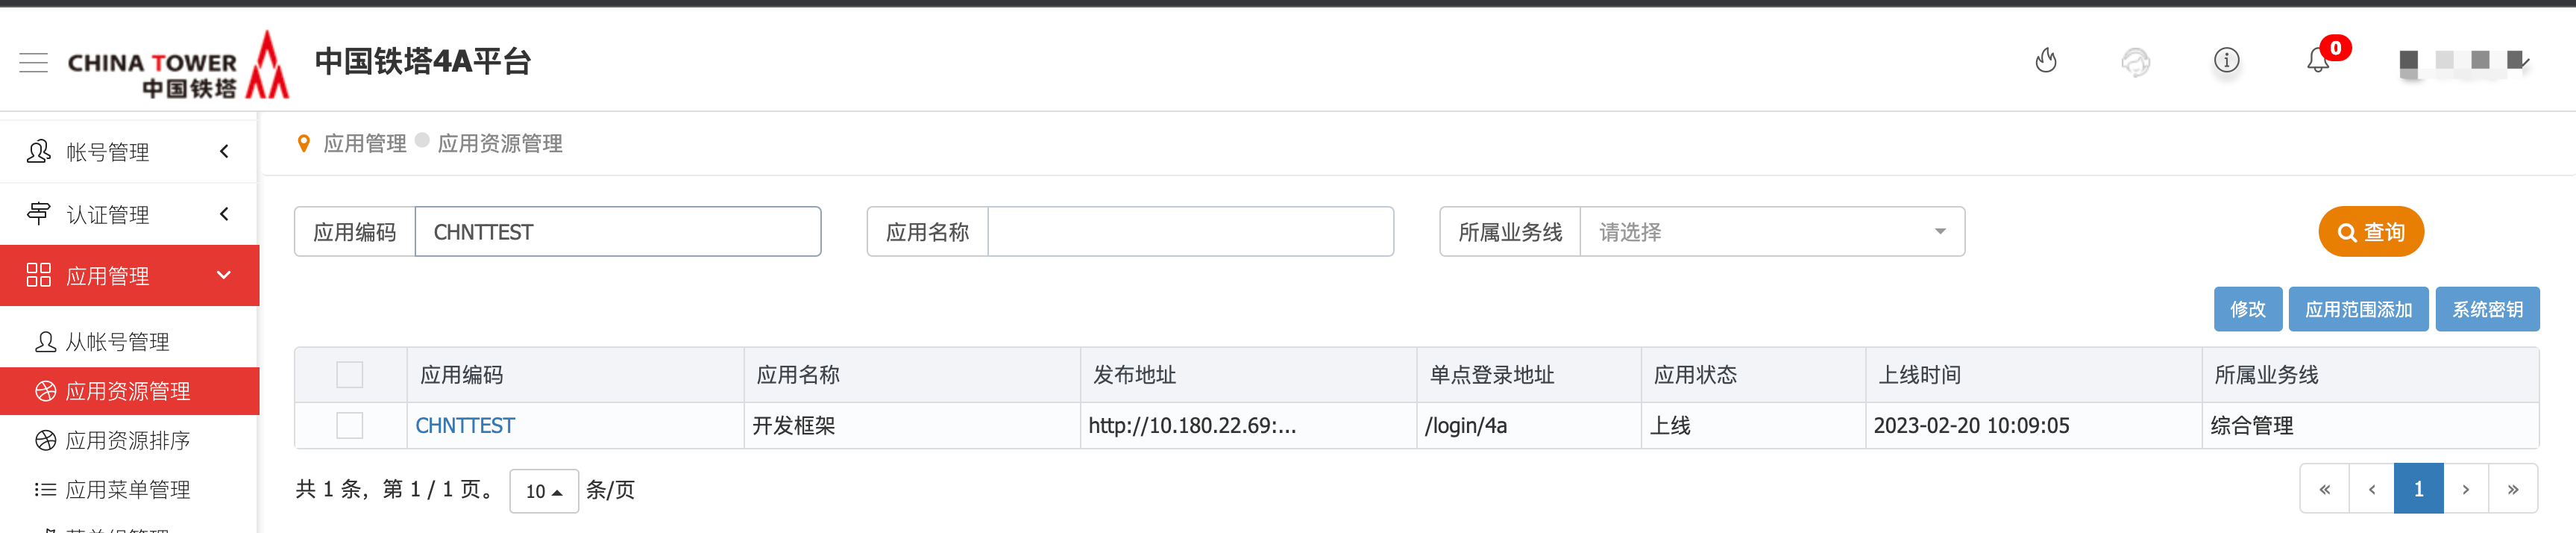 CHINA TOWER
中国铁塔
中国铁塔4A平台
0
帐号管理
认证管理
应用管理
从帐号管理
应用资源管理
应用资源排序
应用菜单管理
应用管理 应用资源管理
应用编码 CHNTTEST 应用名称 所属业务线 请选择 查询
修改 应用范围添加 系统密钥
应用编码 应用名称 发布地址 单点登录地址 应用状态 上线时间 所属业务线
CHNTTEST 开发框架 http://10.180.22.69:... /login/4a 上线 2023-02-20 10:09:05 综合管理
共 1 条，第 1 / 1 页。 10 条/页
« ‹ 1 › »